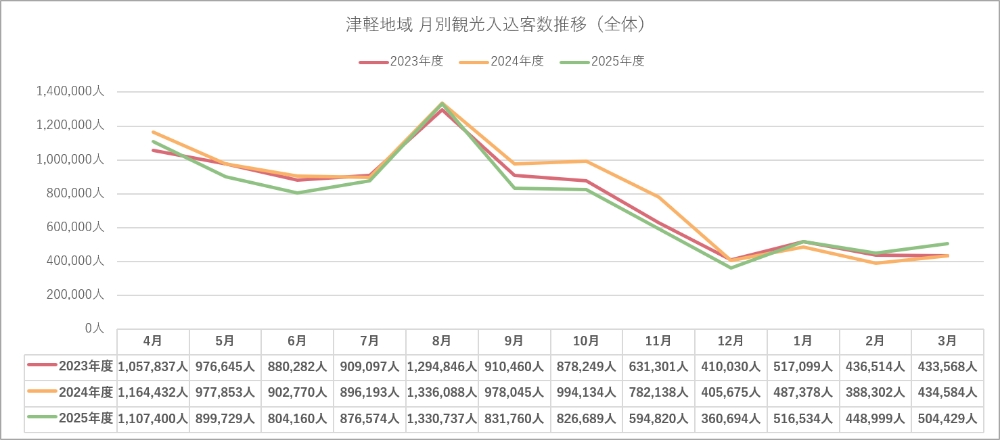 津軽地域 月別観光入込客数推移（全体）
2023年度 2024年度 2025年度
1,400,000人
1,200,000人
1,000,000人
800,000人
600,000人
400,000人
200,000人
0人
4月 5月 6月 7月 8月 9月 10月 11月 12月 1月 2月 3月
2023年度 1,057,837人 976,645人 880,282人 909,097人 1,294,846人 910,460人 878,249人 631,301人 410,030人 517,099人 436,514人 433,568人
2024年度 1,164,432人 977,853人 902,770人 896,193人 1,336,088人 978,045人 994,134人 782,138人 405,675人 487,378人 388,302人 434,584人
2025年度 1,107,400人 899,729人 804,160人 876,574人 1,330,737人 831,760人 826,689人 594,820人 360,694人 516,534人 448,999人 504,429人